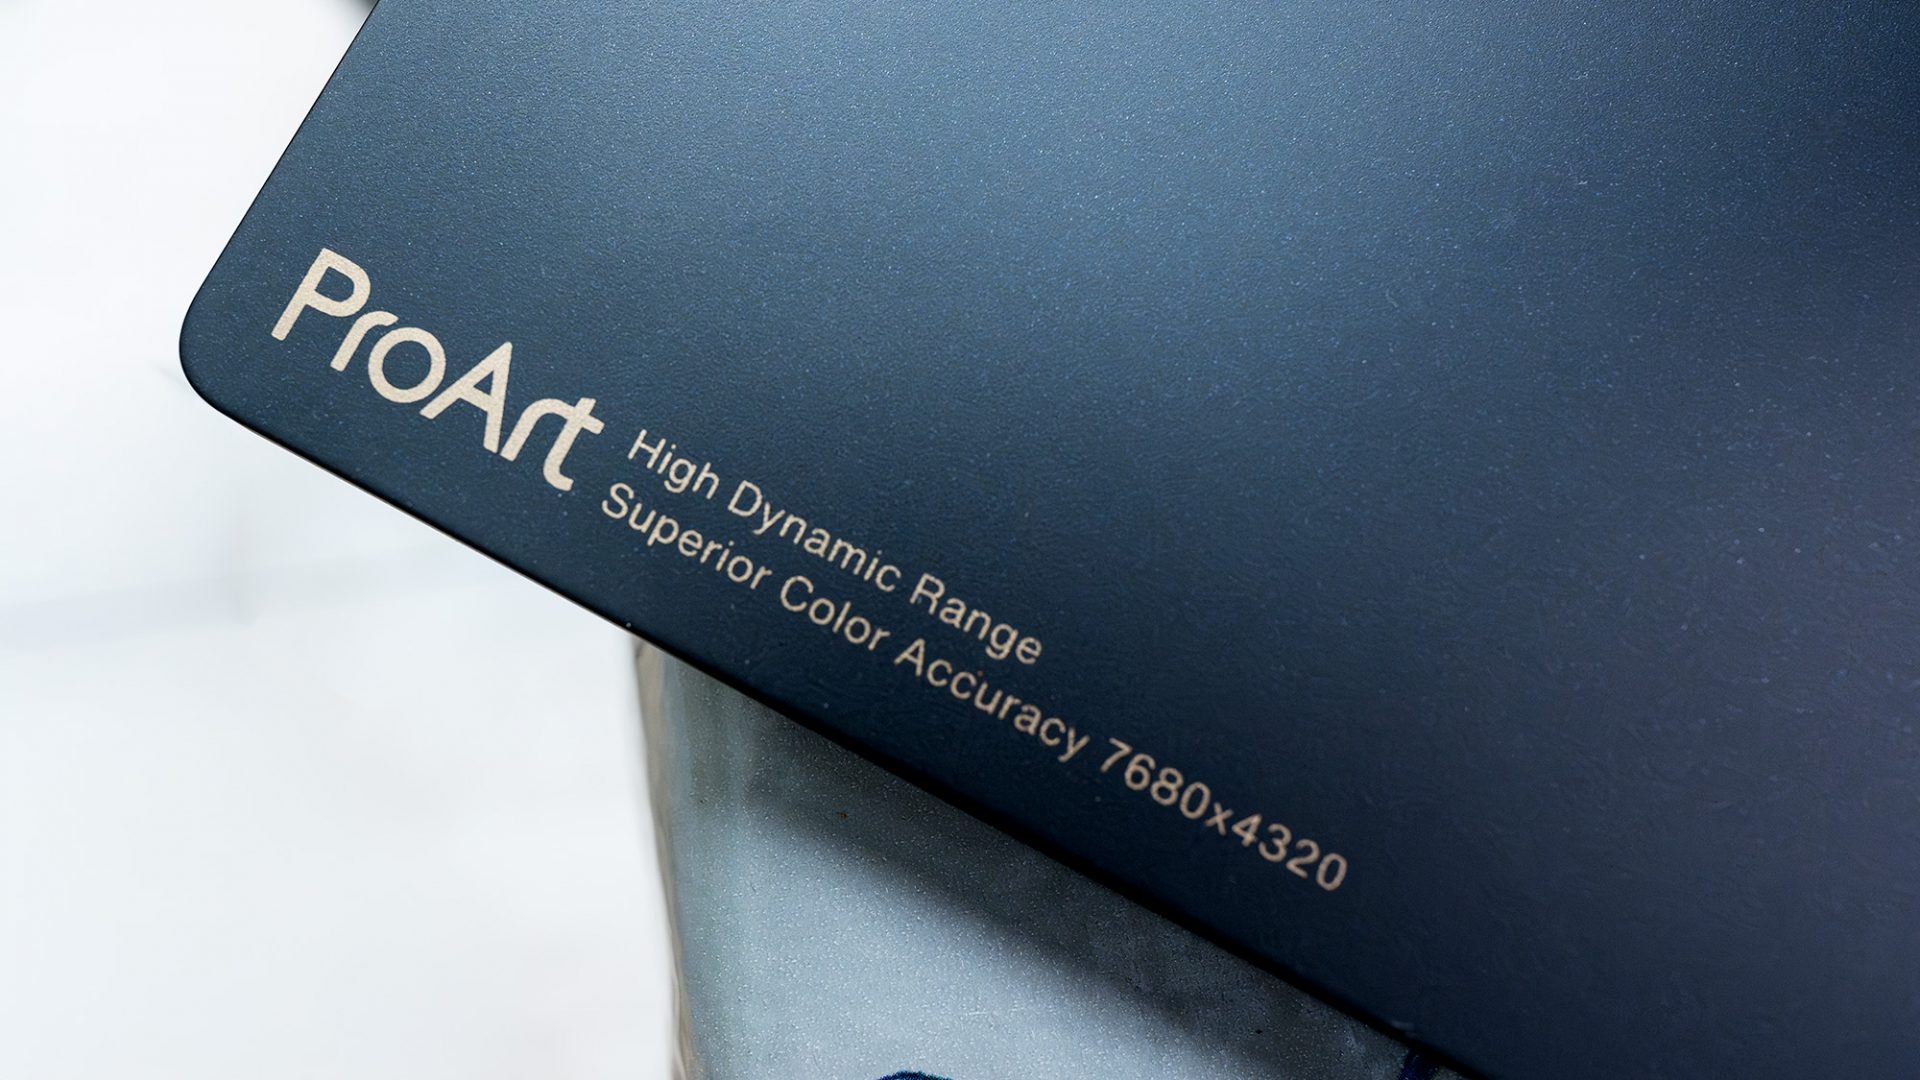 ProArt
High Dynamic Range
Superior Color Accuracy 7680x4320